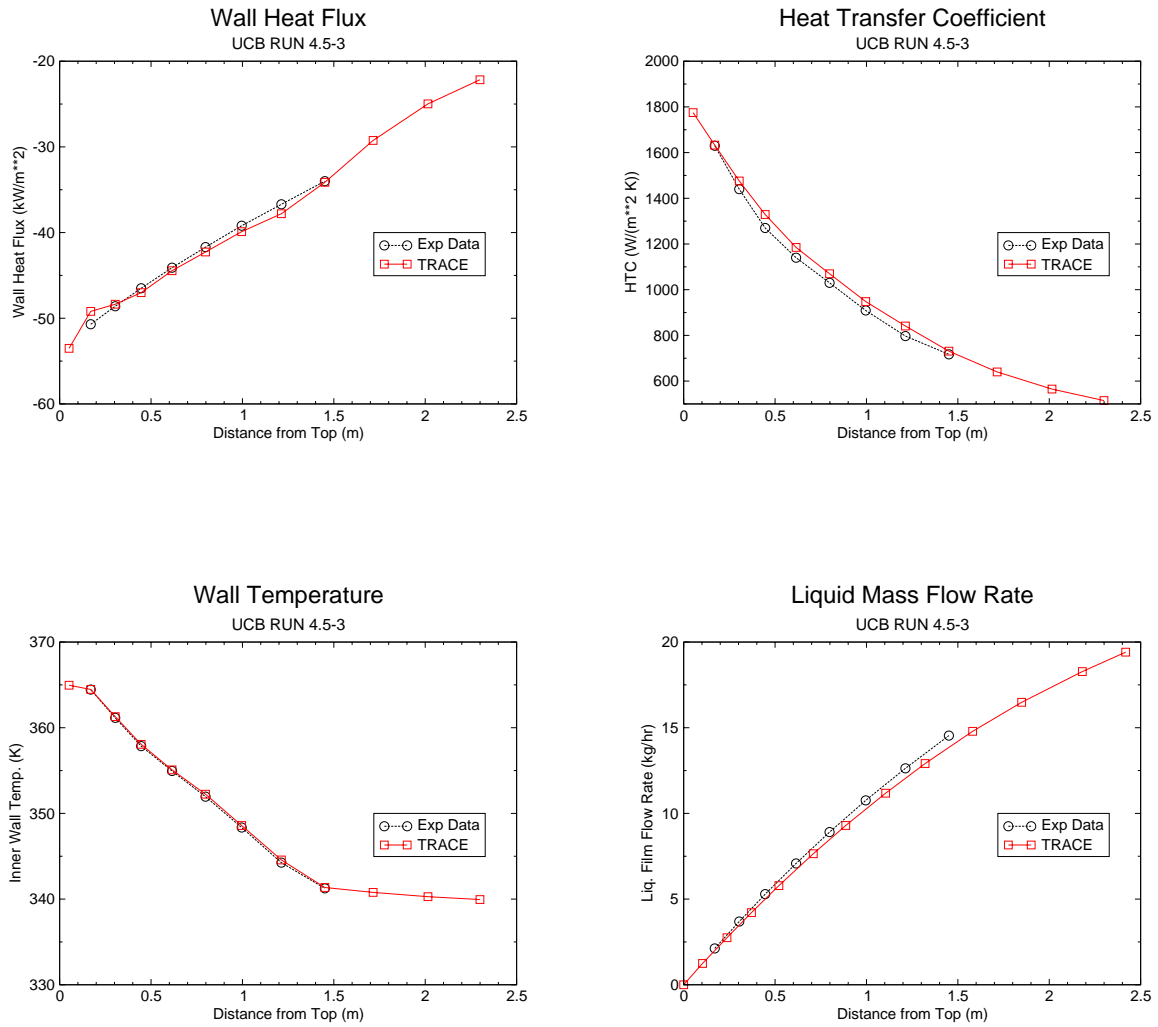 Wall Heat Flux
UCB RUN 4.5-3
-20
-30
-40
-50
-60
Wall Heat Flux (kW/m**2)
0 0.5 1 1.5 2 2.5
Distance from Top (m)
Exp Data
TRACE
Heat Transfer Coefficient
UCB RUN 4.5-3
2000
1800
1600
1400
1200
1000
800
600
HTC (W/(m**2 K))
0 0.5 1 1.5 2 2.5
Distance from Top (m)
Exp Data
TRACE
Wall Temperature
UCB RUN 4.5-3
370
360
350
340
330
Inner Wall Temp. (K)
0 0.5 1 1.5 2 2.5
Distance from Top (m)
Exp Data
TRACE
Liquid Mass Flow Rate
UCB RUN 4.5-3
20
15
10
5
0
Liq. Film Flow Rate (kg/hr)
0 0.5 1 1.5 2 2.5
Distance from Top (m)
Exp Data
TRACE